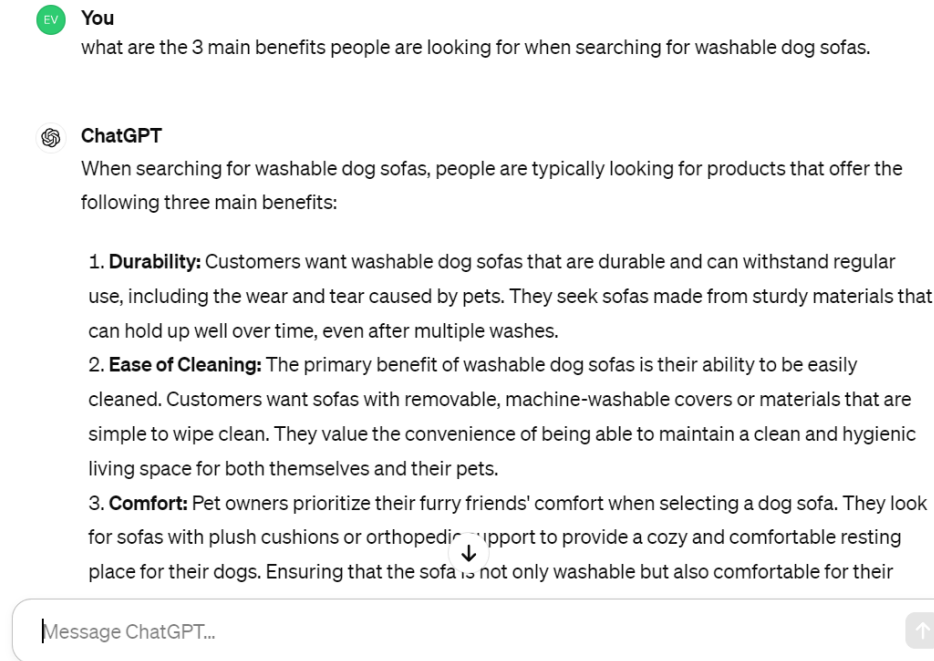 EV
You
what are the 3 main benefits people are looking for when searching for washable dog sofas.
ChatGPT
When searching for washable dog sofas, people are typically looking for products that offer the
following three main benefits:
1. Durability: Customers want washable dog sofas that are durable and can withstand regular
use, including the wear and tear caused by pets. They seek sofas made from sturdy materials that
can hold up well over time, even after multiple washes.
2. Ease of Cleaning: The primary benefit of washable dog sofas is their ability to be easily
cleaned. Customers want sofas with removable, machine-washable covers or materials that are
simple to wipe clean. They value the convenience of being able to maintain a clean and hygienic
living space for both themselves and their pets.
3. Comfort: Pet owners prioritize their furry friends' comfort when selecting a dog sofa. They look
for sofas with plush cushions or orthopedic support to provide a cozy and comfortable resting
place for their dogs. Ensuring that the sofa is not only washable but also comfortable for their
Message ChatGPT...